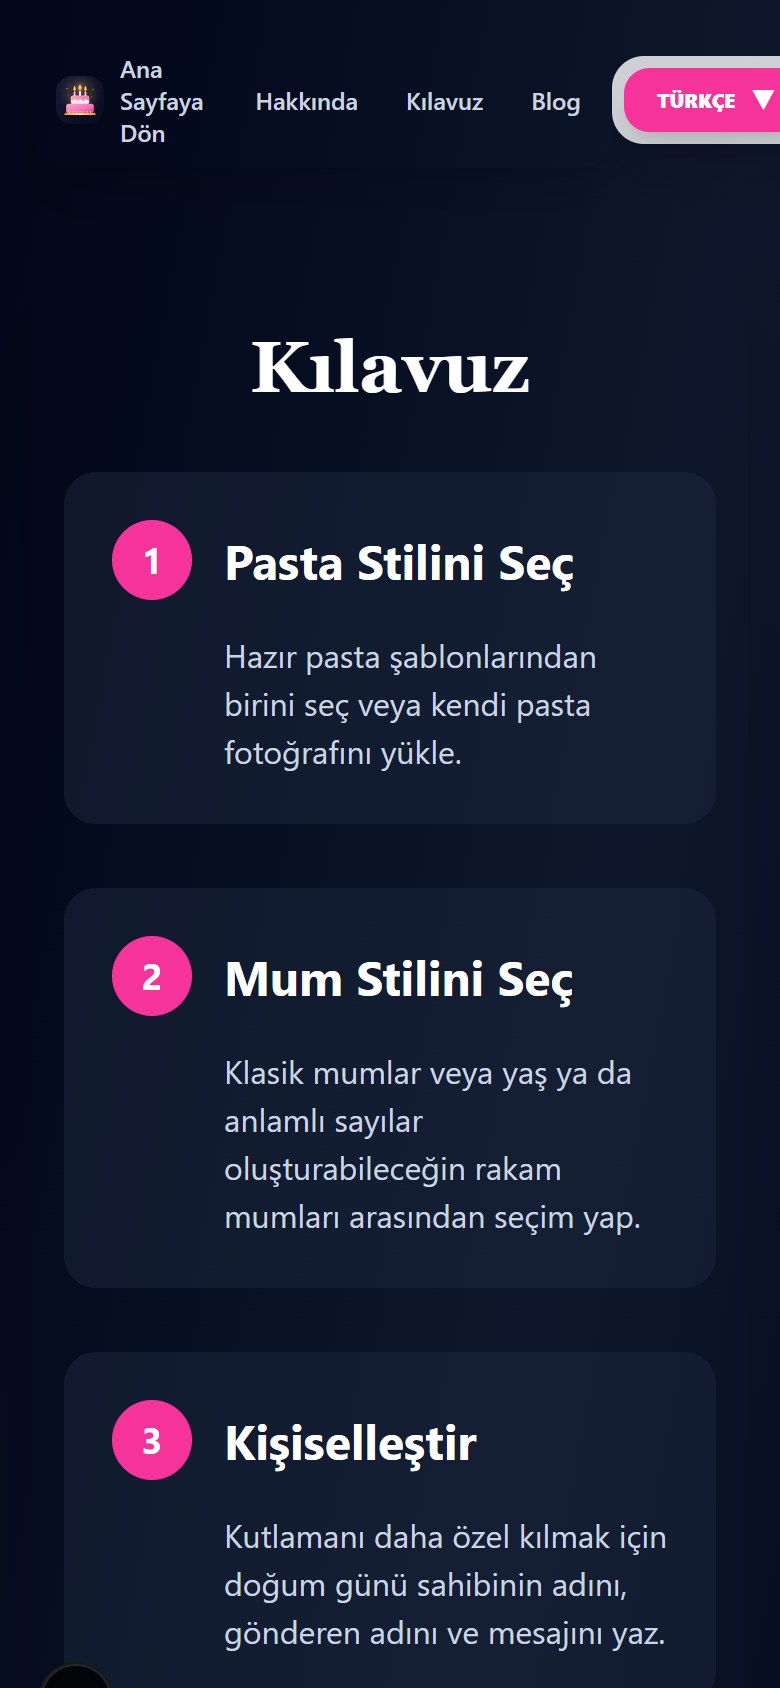 Ana
Sayfaya
Dön
Hakkında
Kılavuz
Blog
TÜRKÇE ▼
Kılavuz
1
Pasta Stilini Seç
Hazır pasta şablonlarından
birini seç veya kendi pasta
fotoğrafını yükle.
2
Mum Stilini Seç
Klasik mumlar veya yaş ya da
anlamlı sayılar
oluşturabileceğin rakam
mumları arasından seçim yap.
3
Kişiselleştir
Kutlamanı daha özel kılmak için
doğum günü sahibinin adını,
gönderen adını ve mesajını yaz.